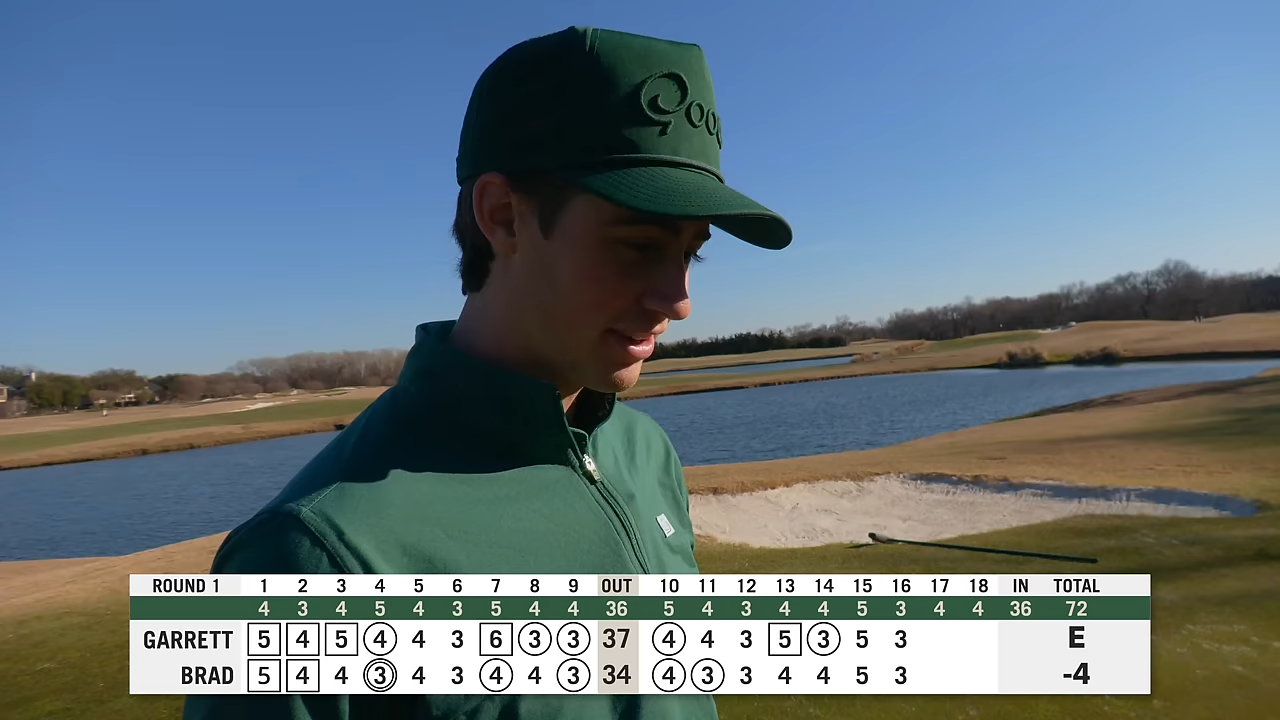 Good
ROUND 1 1 2 3 4 5 6 7 8 9 OUT 10 11 12 13 14 15 16 17 18 IN TOTAL
4 3 4 5 4 3 5 4 4 36 5 4 3 4 4 5 3 4 4 36 72
GARRETT 5 4 5 4 4 3 6 3 3 37 4 4 3 5 3 5 3 E
BRAD 5 4 4 3 4 3 4 4 3 34 4 3 3 4 4 5 3 -4